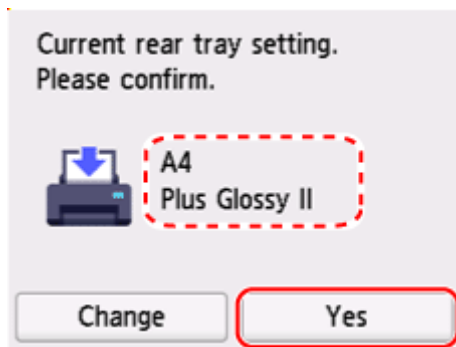 Current rear tray setting.
Please confirm.
A4
Plus Glossy II
Change
Yes